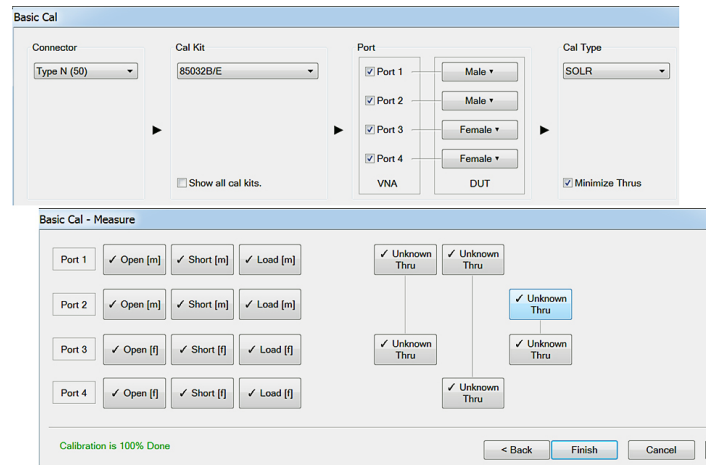 Basic Cal
Connector
Cal Kit
Port
Cal Type
Type N (50)
85032B/E
Port 1
Male
SOLR
Port 2
Male
Port 3
Female
Port 4
Female
Show all cal kits.
VNA
DUT
Minimize Thrus
Basic Cal - Measure
Port 1
✓ Open [m]
✓ Short [m]
✓ Load [m]
✓ Unknown
Thru
✓ Unknown
Thru
Port 2
✓ Open [m]
✓ Short [m]
✓ Load [m]
✓ Unknown
Thru
Port 3
✓ Open [f]
✓ Short [f]
✓ Load [f]
✓ Unknown
Thru
✓ Unknown
Thru
Port 4
✓ Open [f]
✓ Short [f]
✓ Load [f]
✓ Unknown
Thru
Calibration is 100% Done
< Back
Finish
Cancel